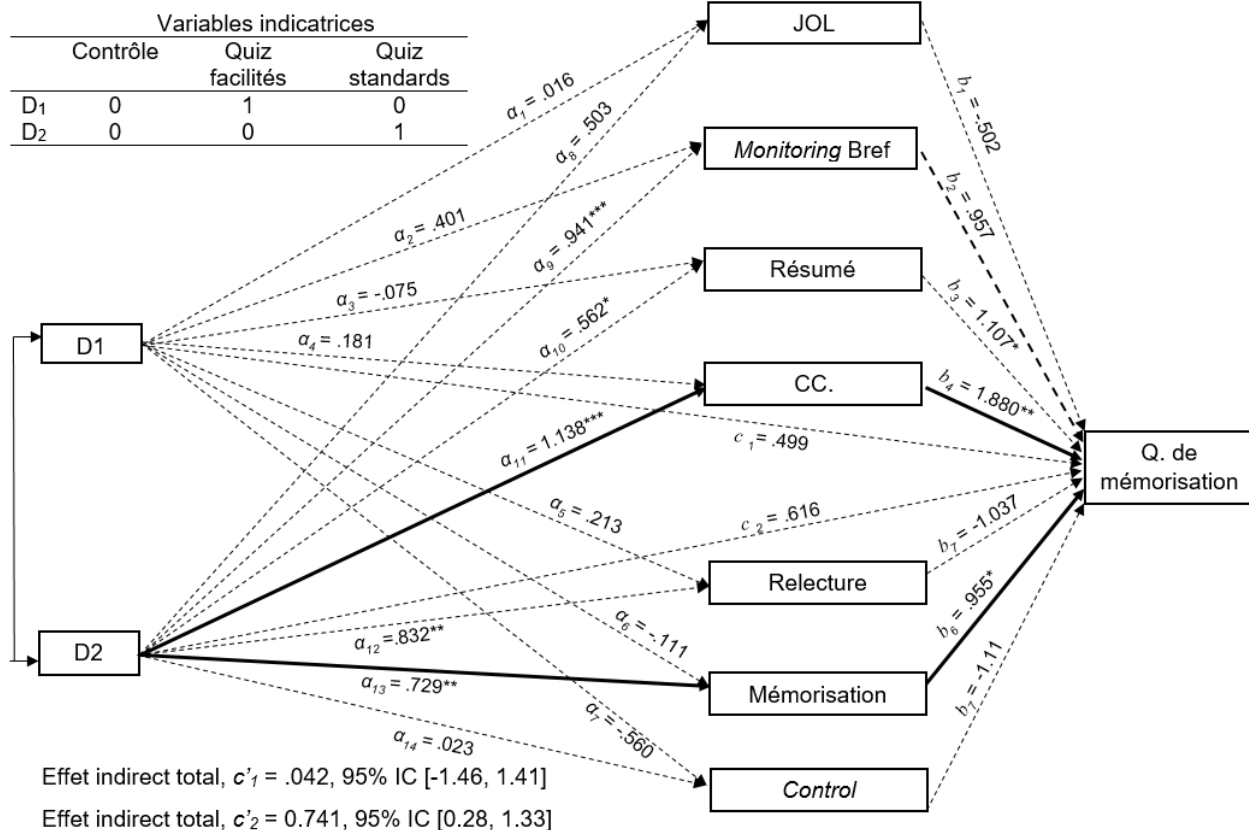 Variables indicatrices
Contrôle Quiz facilités Quiz standards
D1 0 1 0
D2 0 0 1
JOL
Monitoring Bref
Résumé
CC.
Relecture
Mémorisation
Control
D1
D2
Q. de
mémorisation
α1 = .016
α8 = .503
α2 = .401
α9 = .941***
α3 = -.075
α10 = .562*
α4 = .181
α11 = 1.138***
c 1 = .499
α5 = .213
c 2 = .616
α6 = -.111
α12 =.832**
α13 = .729**
α7 = -.560
α14 = .023
b1 = -.502
b2 = .957
b3 = 1.107*
b4 = 1.880**
b7 = -1.037
b6 = .955*
b7 = -1.11
Effet indirect total, c'1 = .042, 95% IC [-1.46, 1.41]
Effet indirect total, c'2 = 0.741, 95% IC [0.28, 1.33]